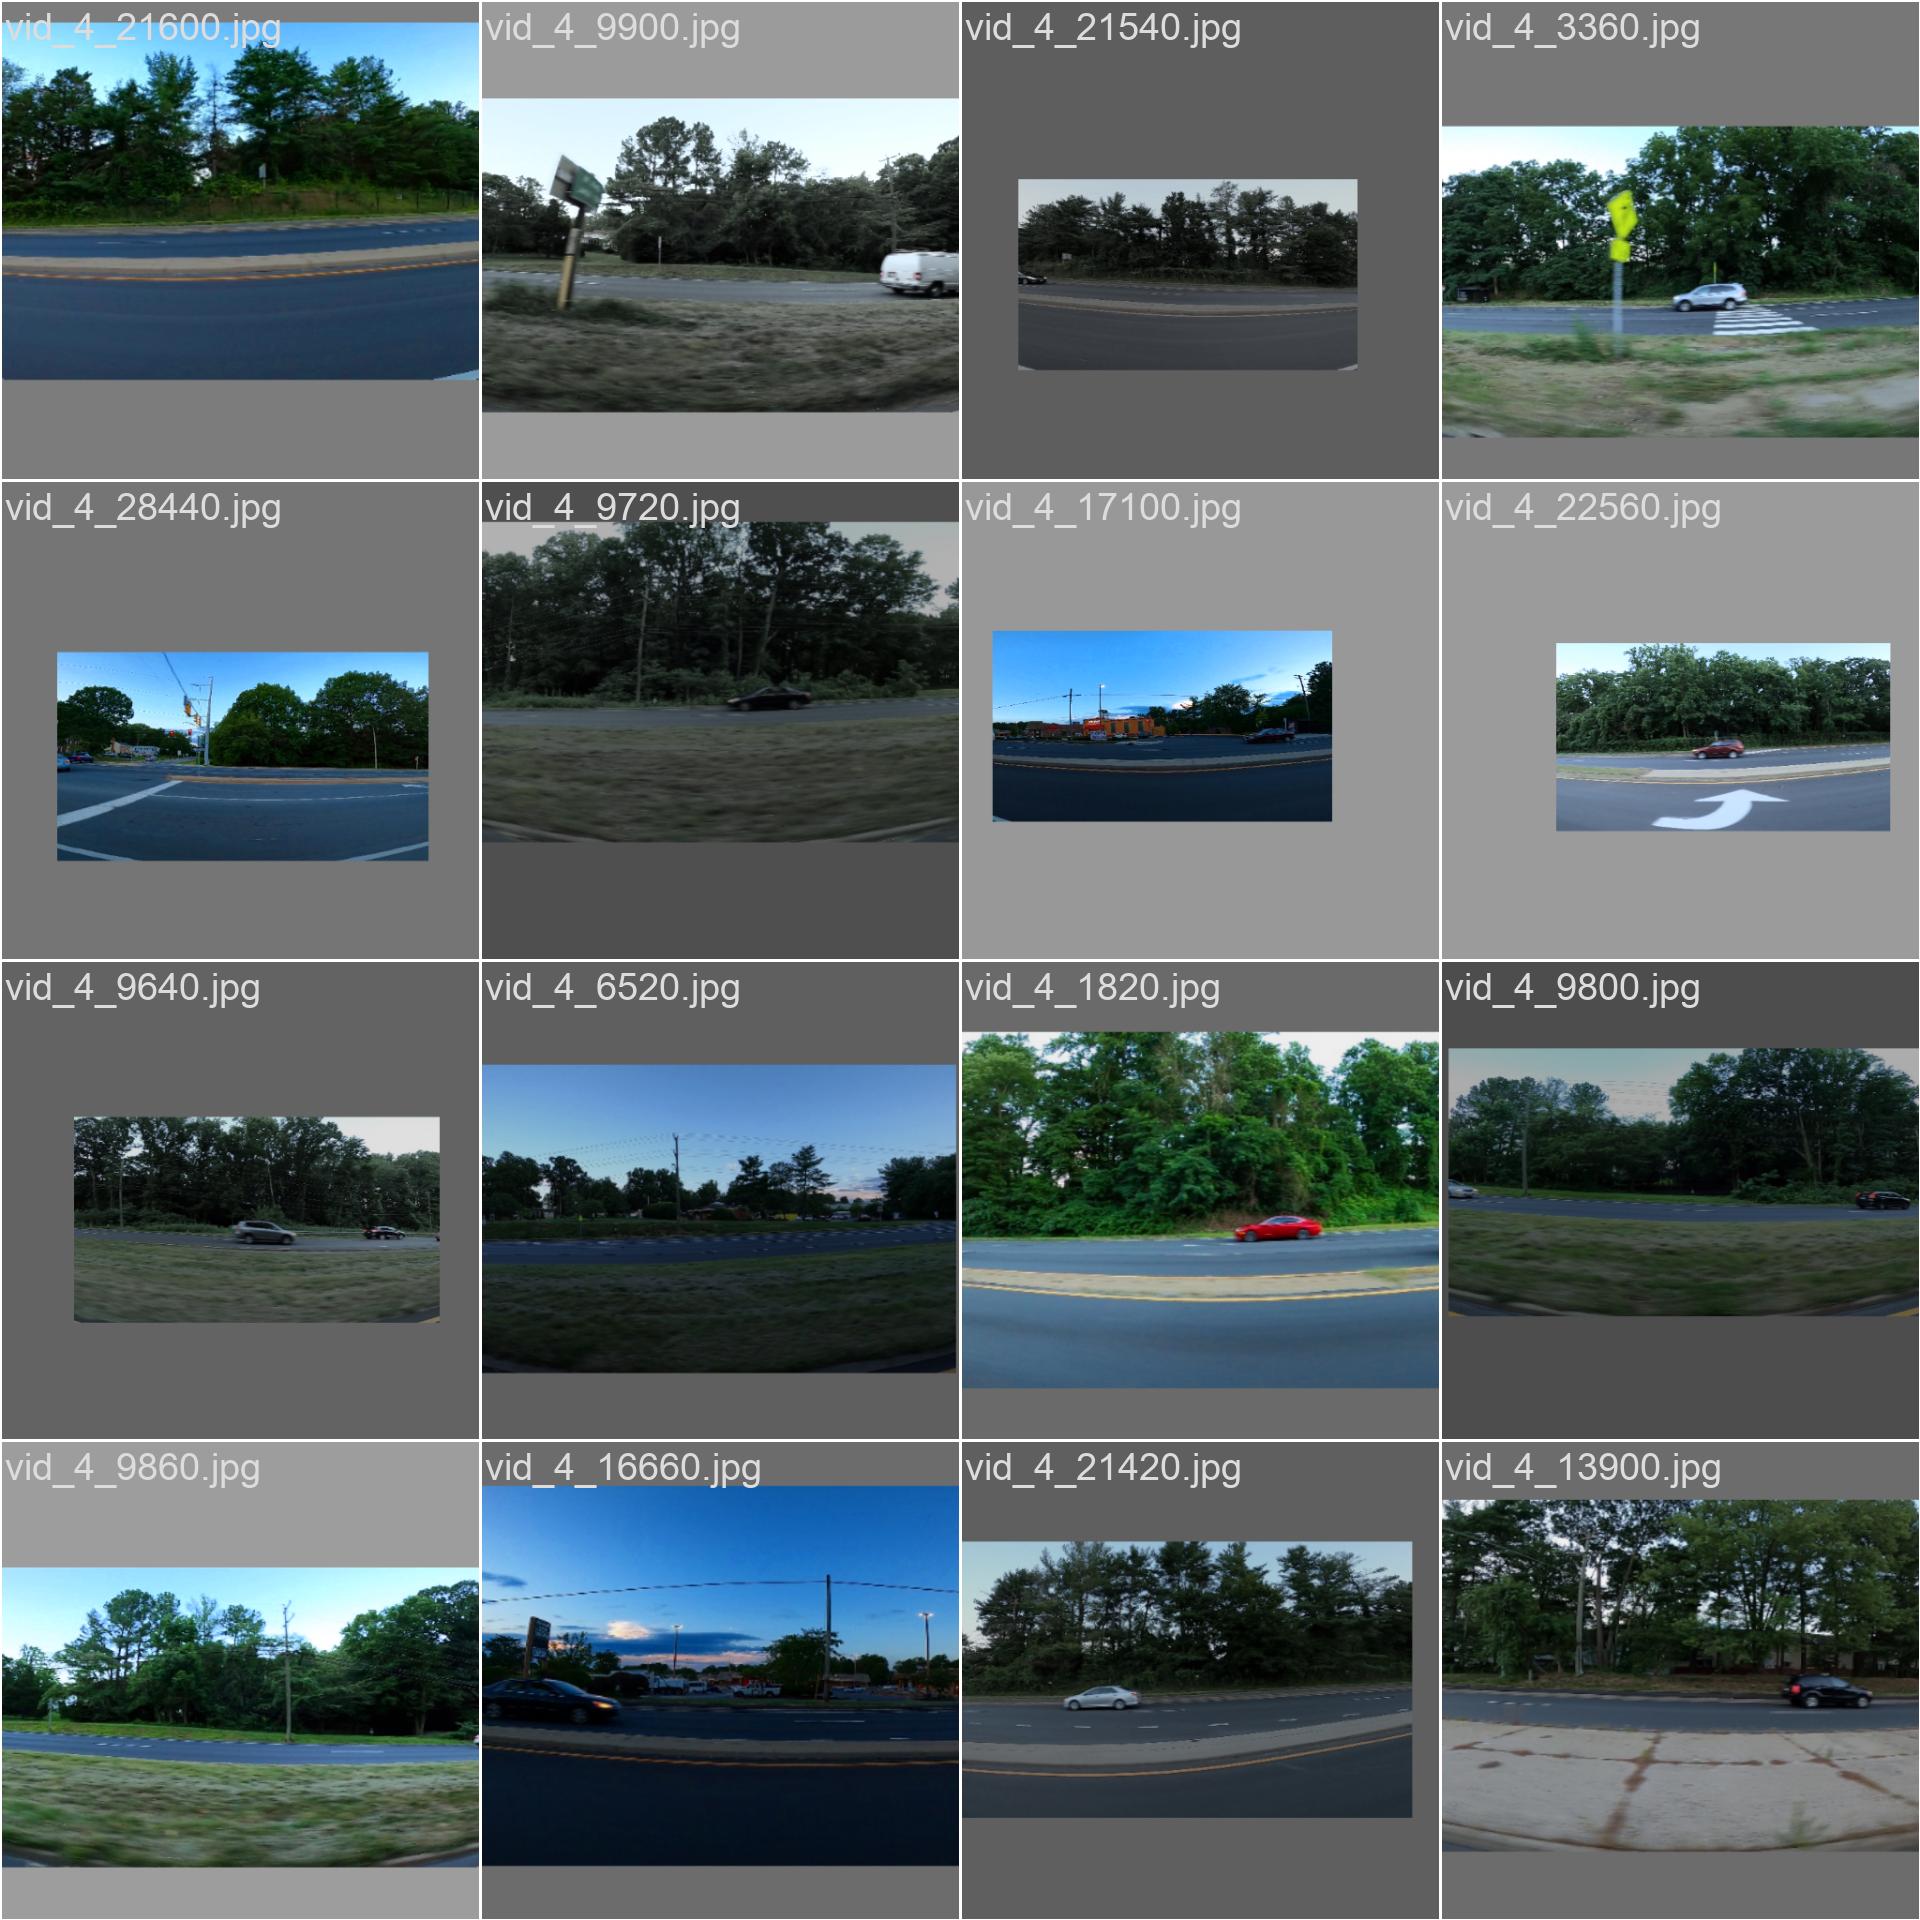 vid_4_21600.jpg
vid_4_9900.jpg
vid_4_21540.jpg
vid_4_3360.jpg
vid_4_28440.jpg
vid_4_9720.jpg
vid_4_17100.jpg
vid_4_22560.jpg
vid_4_9640.jpg
vid_4_6520.jpg
vid_4_1820.jpg
vid_4_9800.jpg
vid_4_9860.jpg
vid_4_16660.jpg
vid_4_21420.jpg
vid_4_13900.jpg